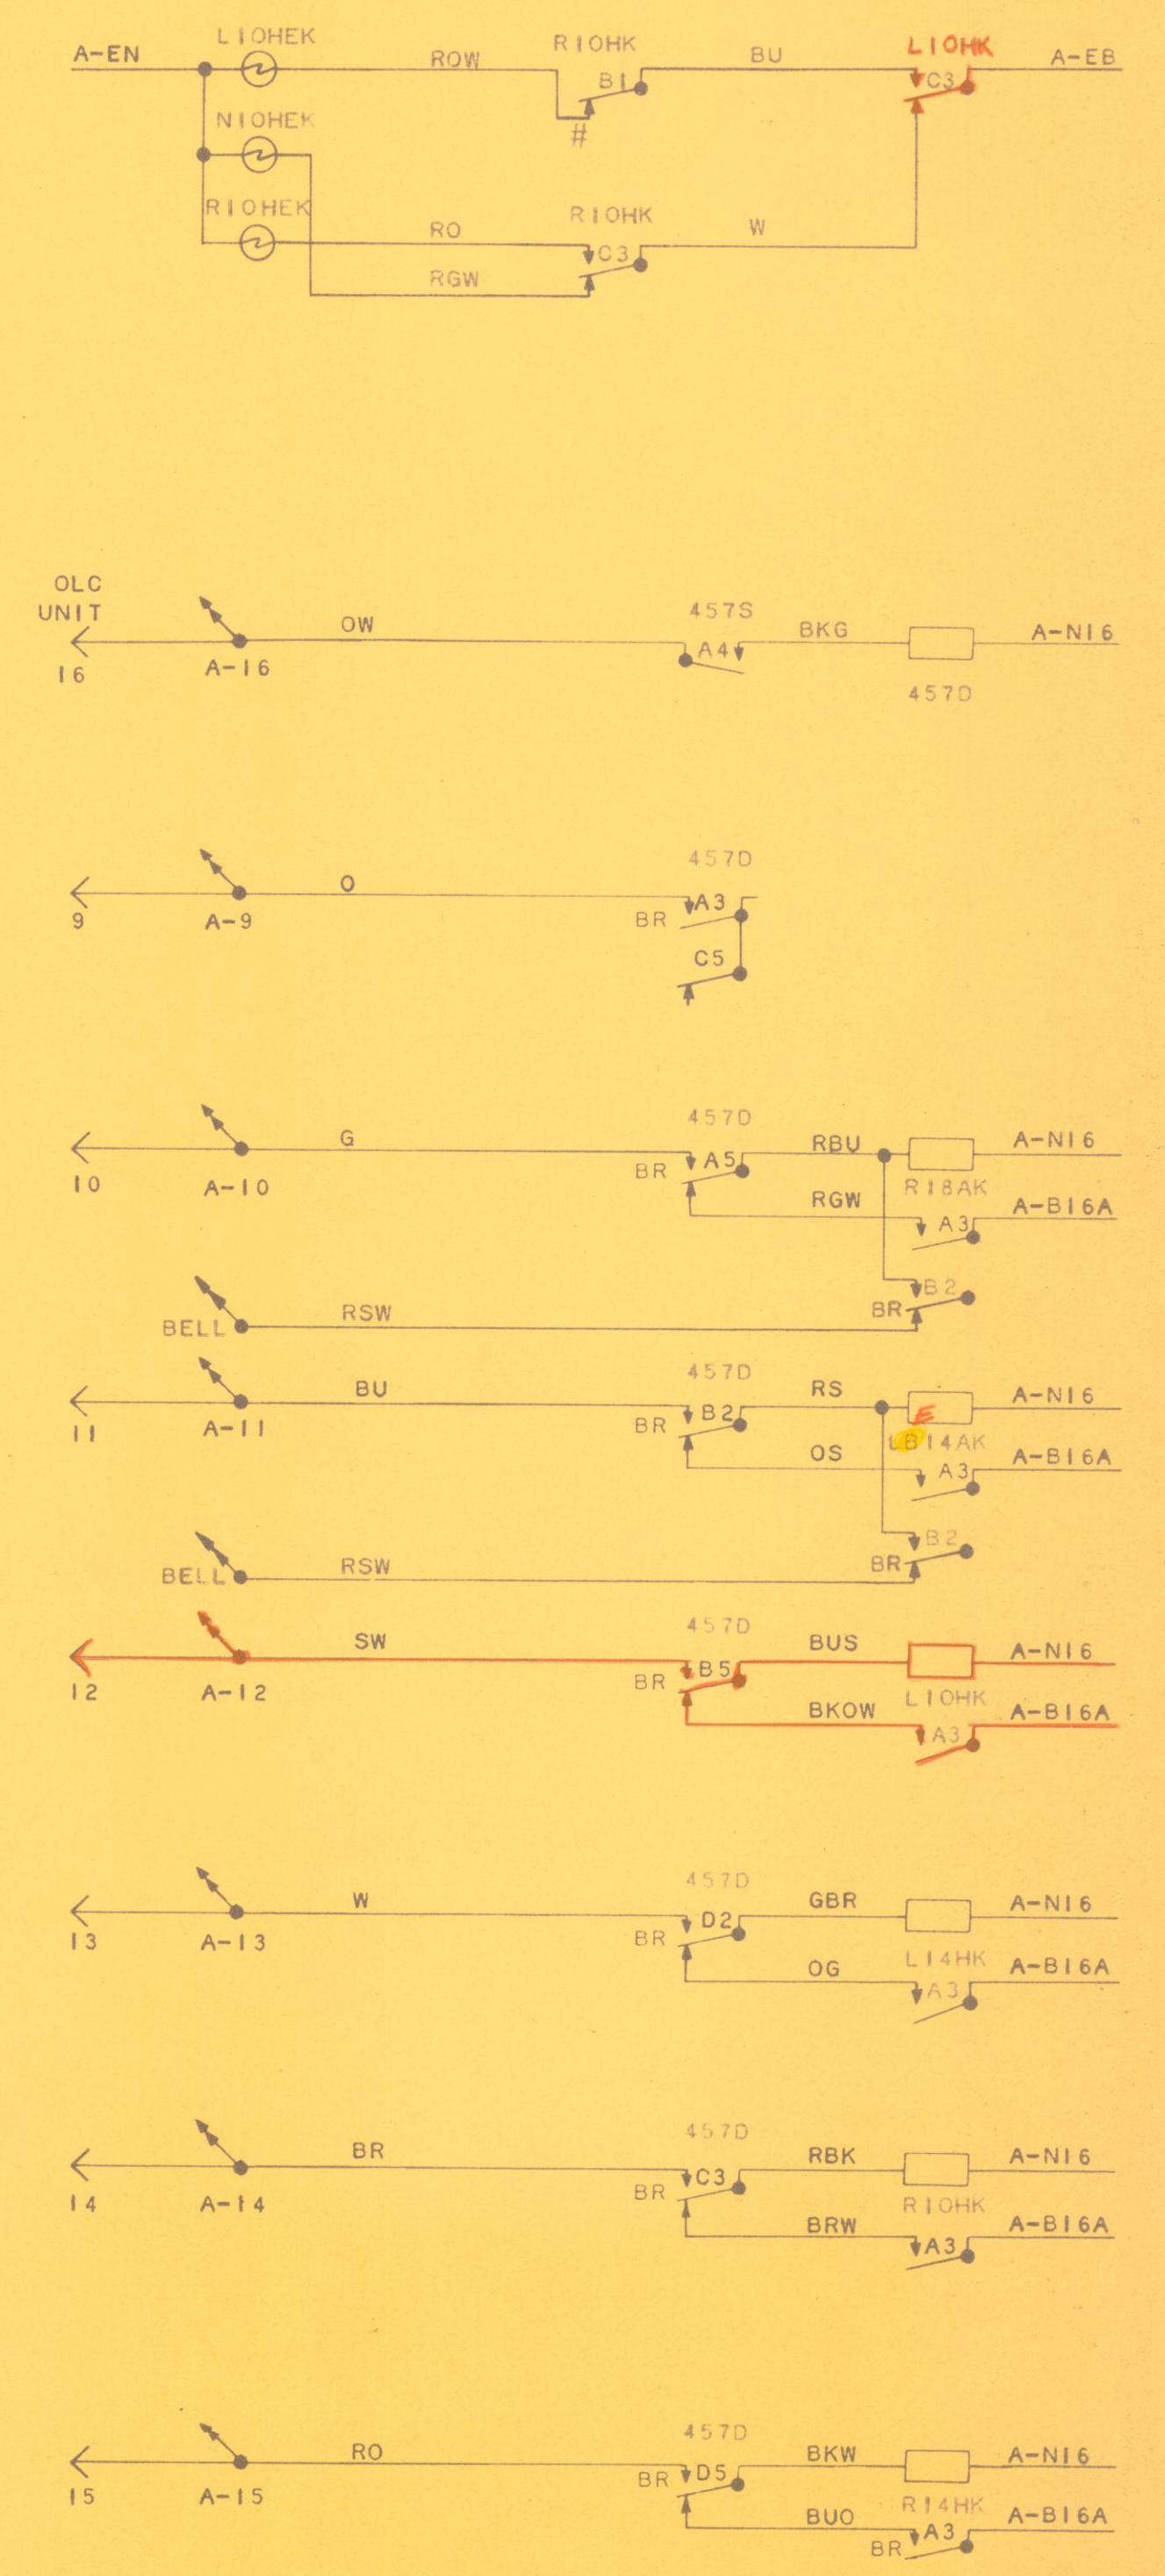 L10HEK R10HK L10HK
A-EN ROW BU A-EB
B1 C3
#
N10HEK
R10HEK R10HK
RO C3 W
RGW
OLC
UNIT
OW 457S BKG A-N16
A4
16 A-16 457D
457D
O A3
9 A-9 BR
C5
457D
G RBU A-N16
BR A5
10 A-10 R18AK
RGW A-B16A
A3
B2
BELL RSW BR
457D
BU RS A-N16
BR B2 E
11 A-11 LB14AK
OS A-B16A
A3
B2
BELL RSW BR
457D
SW BUS A-N16
BR B5
12 A-12 L10HK
BKOW A-B16A
A3
457D
W GBR A-N16
D2
13 A-13 BR
L14HK
OG A-B16A
A3
457D
BR RBK A-N16
C3
14 A-14 BR R10HK
BRW A-B16A
A3
457D
RO BKW A-N16
BR D5
15 A-15 R14HK
BUO A-B16A
A3
BR